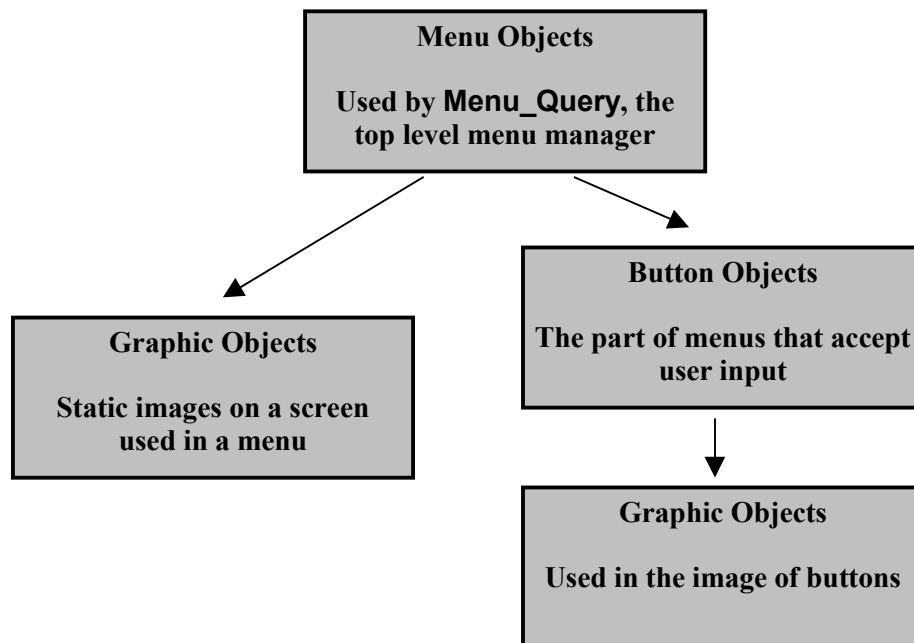 Menu Objects
Used by Menu_Query, the
top level menu manager
Button Objects
The part of menus that accept
user input
Graphic Objects
Static images on a screen
used in a menu
Graphic Objects
Used in the image of buttons